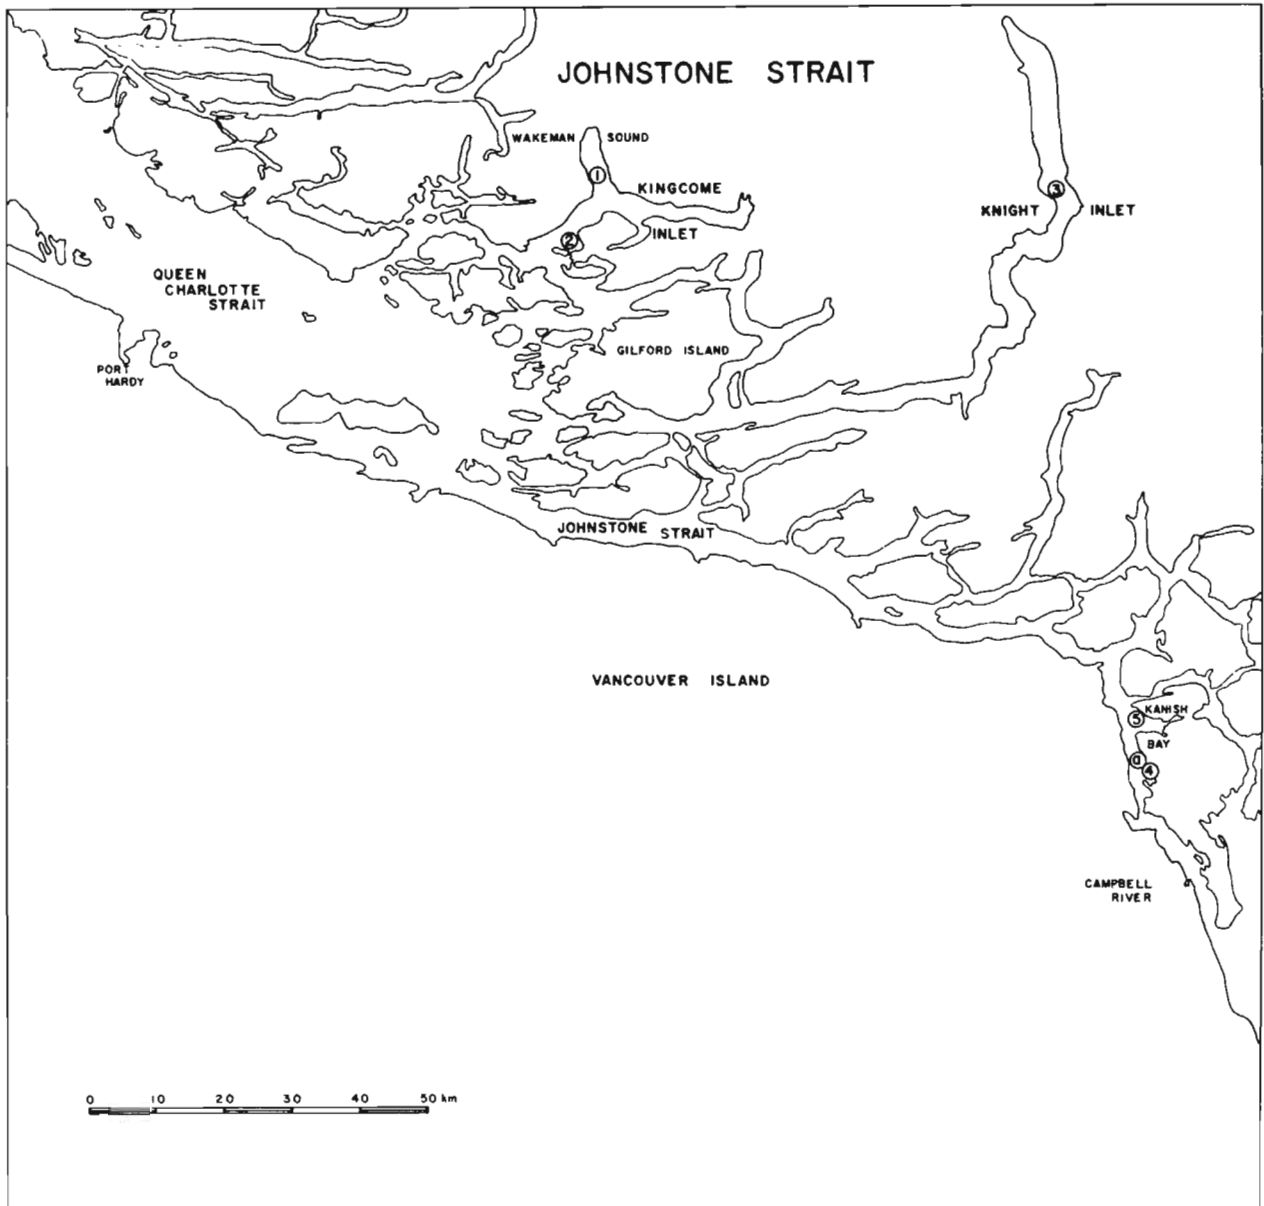 JOHNSTONE STRAIT
WAKEMAN SOUND
1
KINGCOME
3
KNIGHT INLET
2
INLET
QUEEN
CHARLOTTE
STRAIT
GILFORD ISLAND
PORT
HARDY
JOHNSTONE STRAIT
VANCOUVER ISLAND
KANISH
5
BAY
a
4
CAMPBELL
RIVER
0 10 20 30 40 50 km